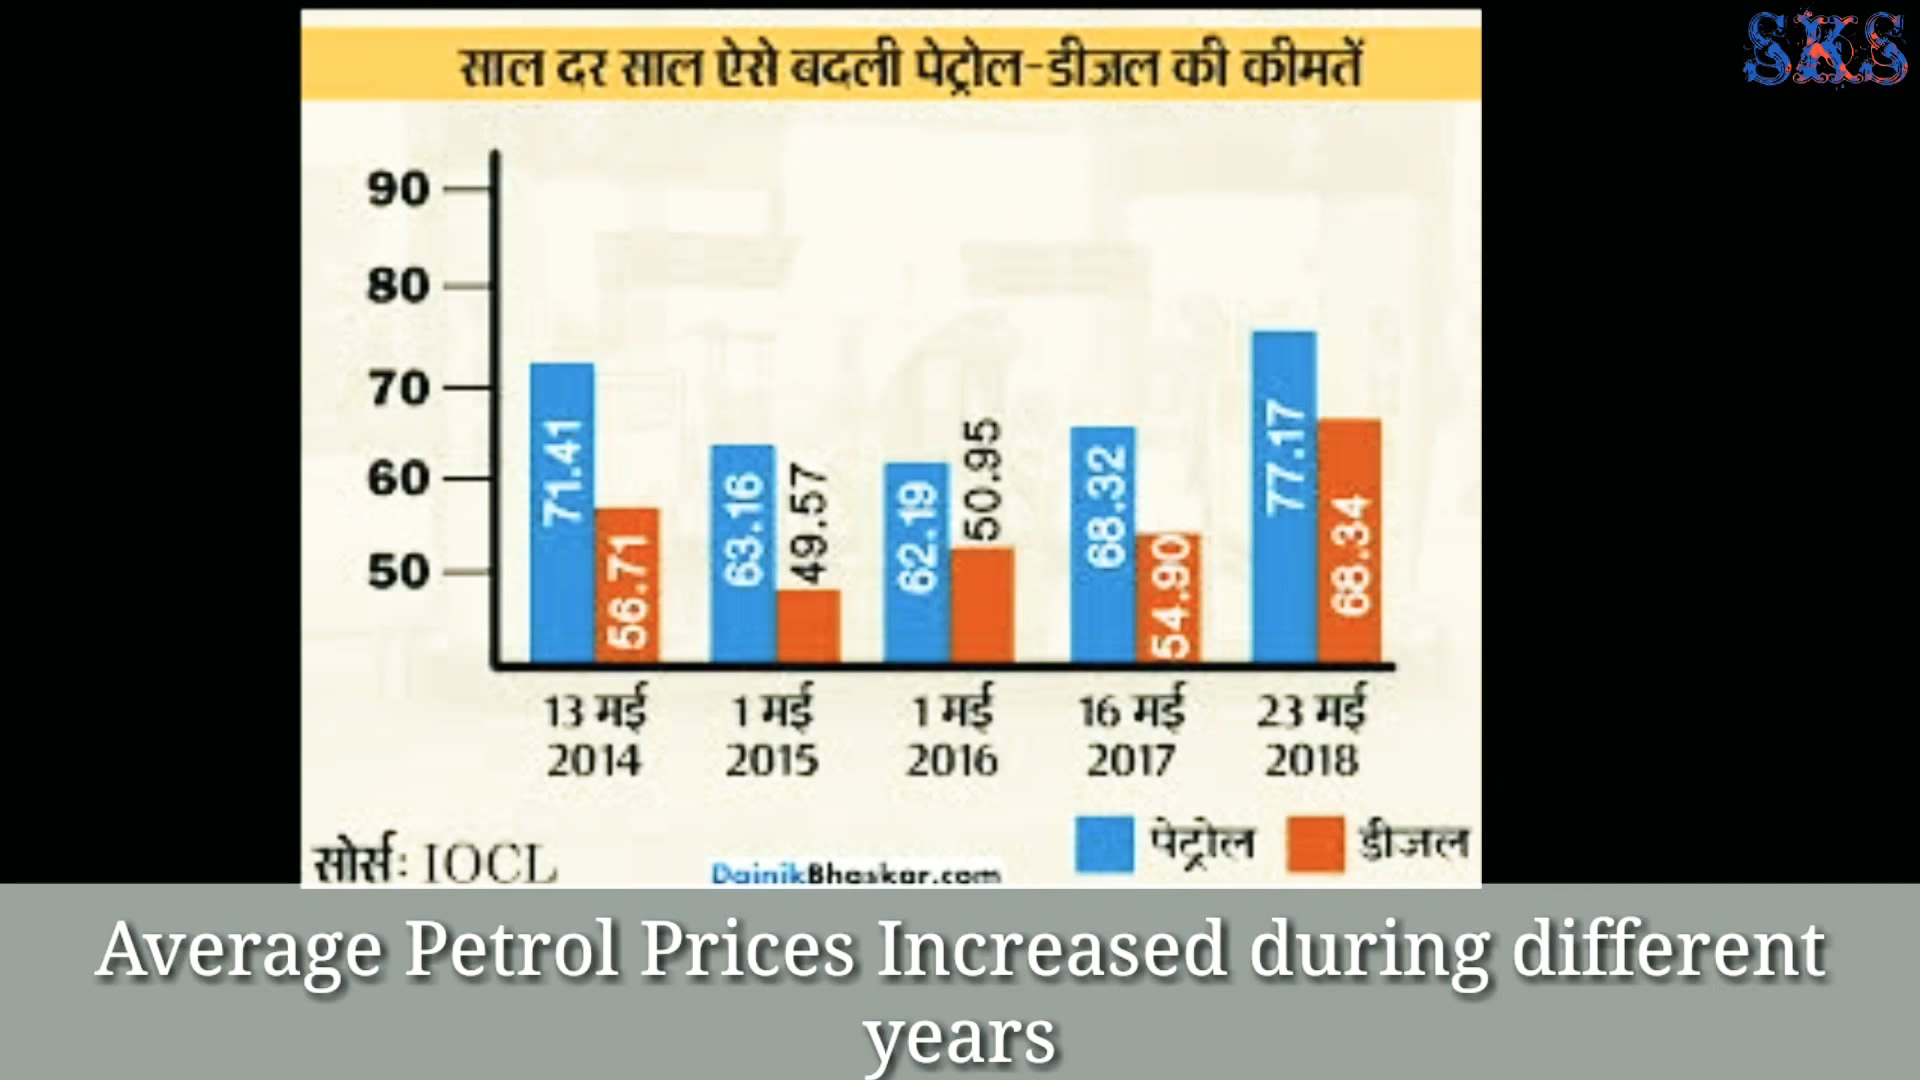 SKS
साल दर साल ऐसे बदली पेट्रोल-डीजल की कीमतें
90
80
70
60
50
71.41
56.71
63.16
49.57
62.19
50.95
68.32
54.90
77.17
68.34
13 मई
2014
1 मई
2015
1 मई
2016
16 मई
2017
23 मई
2018
पेट्रोल
डीजल
सोर्स: IOCL
DainikBhaskar.com
Average Petrol Prices Increased during different
years